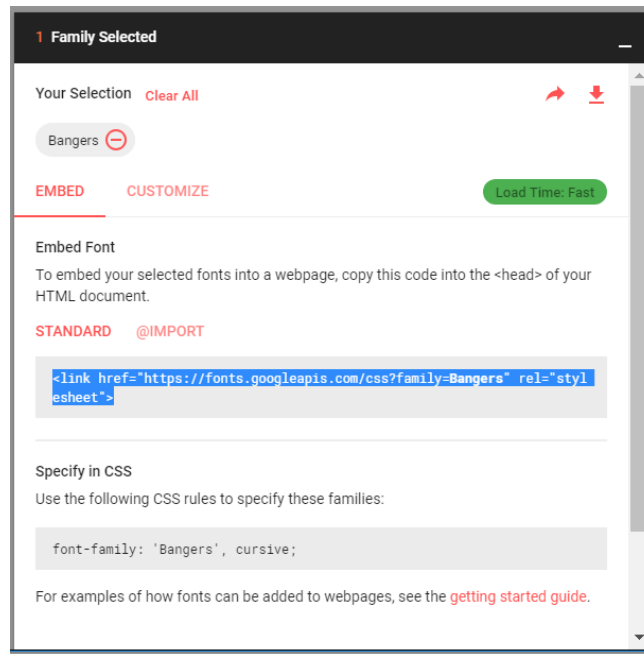 1 Family Selected
Your Selection Clear All
Bangers
EMBED CUSTOMIZE Load Time: Fast
Embed Font
To embed your selected fonts into a webpage, copy this code into the <head> of your
HTML document.
STANDARD @IMPORT
<link href="https://fonts.googleapis.com/css?family=Bangers" rel="styl
esheet">
Specify in CSS
Use the following CSS rules to specify these families:
font-family: 'Bangers', cursive;
For examples of how fonts can be added to webpages, see the getting started guide.